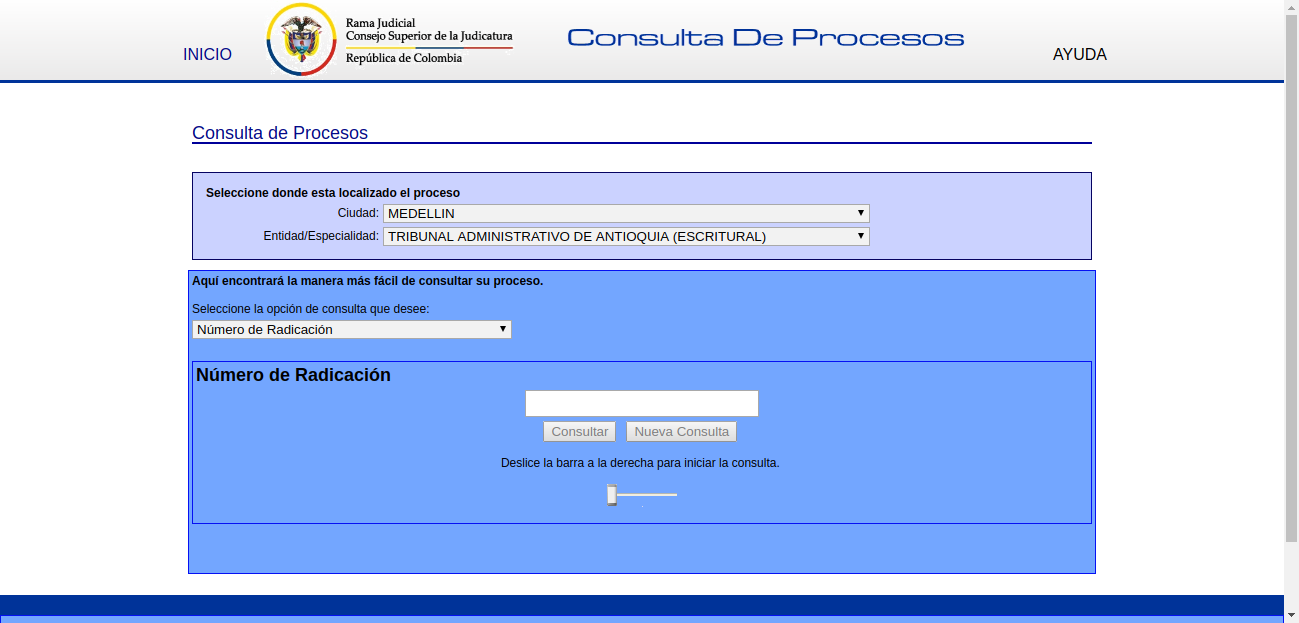 INICIO
Rama Judicial
Consejo Superior de la Judicatura
República de Colombia
Consulta De Procesos
AYUDA
Consulta de Procesos
Seleccione donde esta localizado el proceso
Ciudad: MEDELLIN
Entidad/Especialidad: TRIBUNAL ADMINISTRATIVO DE ANTIOQUIA (ESCRITURAL)
Aquí encontrará la manera más fácil de consultar su proceso.
Seleccione la opción de consulta que desee:
Número de Radicación
Número de Radicación
Consultar Nueva Consulta
Deslice la barra a la derecha para iniciar la consulta.